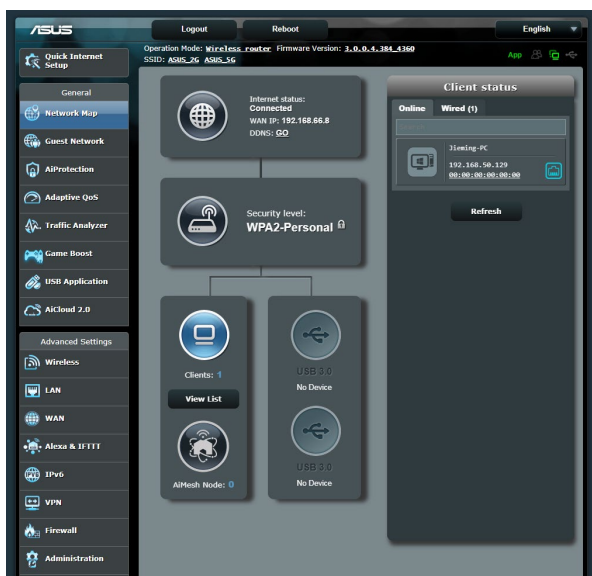 ASUS
Logout
Reboot
English
Quick Internet
Setup
Operation Mode: Wireless router Firmware Version: 3.0.0.4.384_4360
SSID: ASUS_2G ASUS_5G
App
General
Network Map
Guest Network
AiProtection
Adaptive QoS
Traffic Analyzer
Game Boost
USB Application
AiCloud 2.0
Advanced Settings
Wireless
LAN
WAN
Alexa & IFTTT
IPv6
VPN
Firewall
Administration
Internet status:
Connected
WAN IP: 192.168.66.8
DDNS: GO
Security level:
WPA2-Personal
Clients: 1
View List
AiMesh Node: 0
USB 3.0
No Device
USB 3.0
No Device
Client status
Online Wired (1)
Jieming-PC
192.168.50.129
00:00:00:00:00:00
Refresh